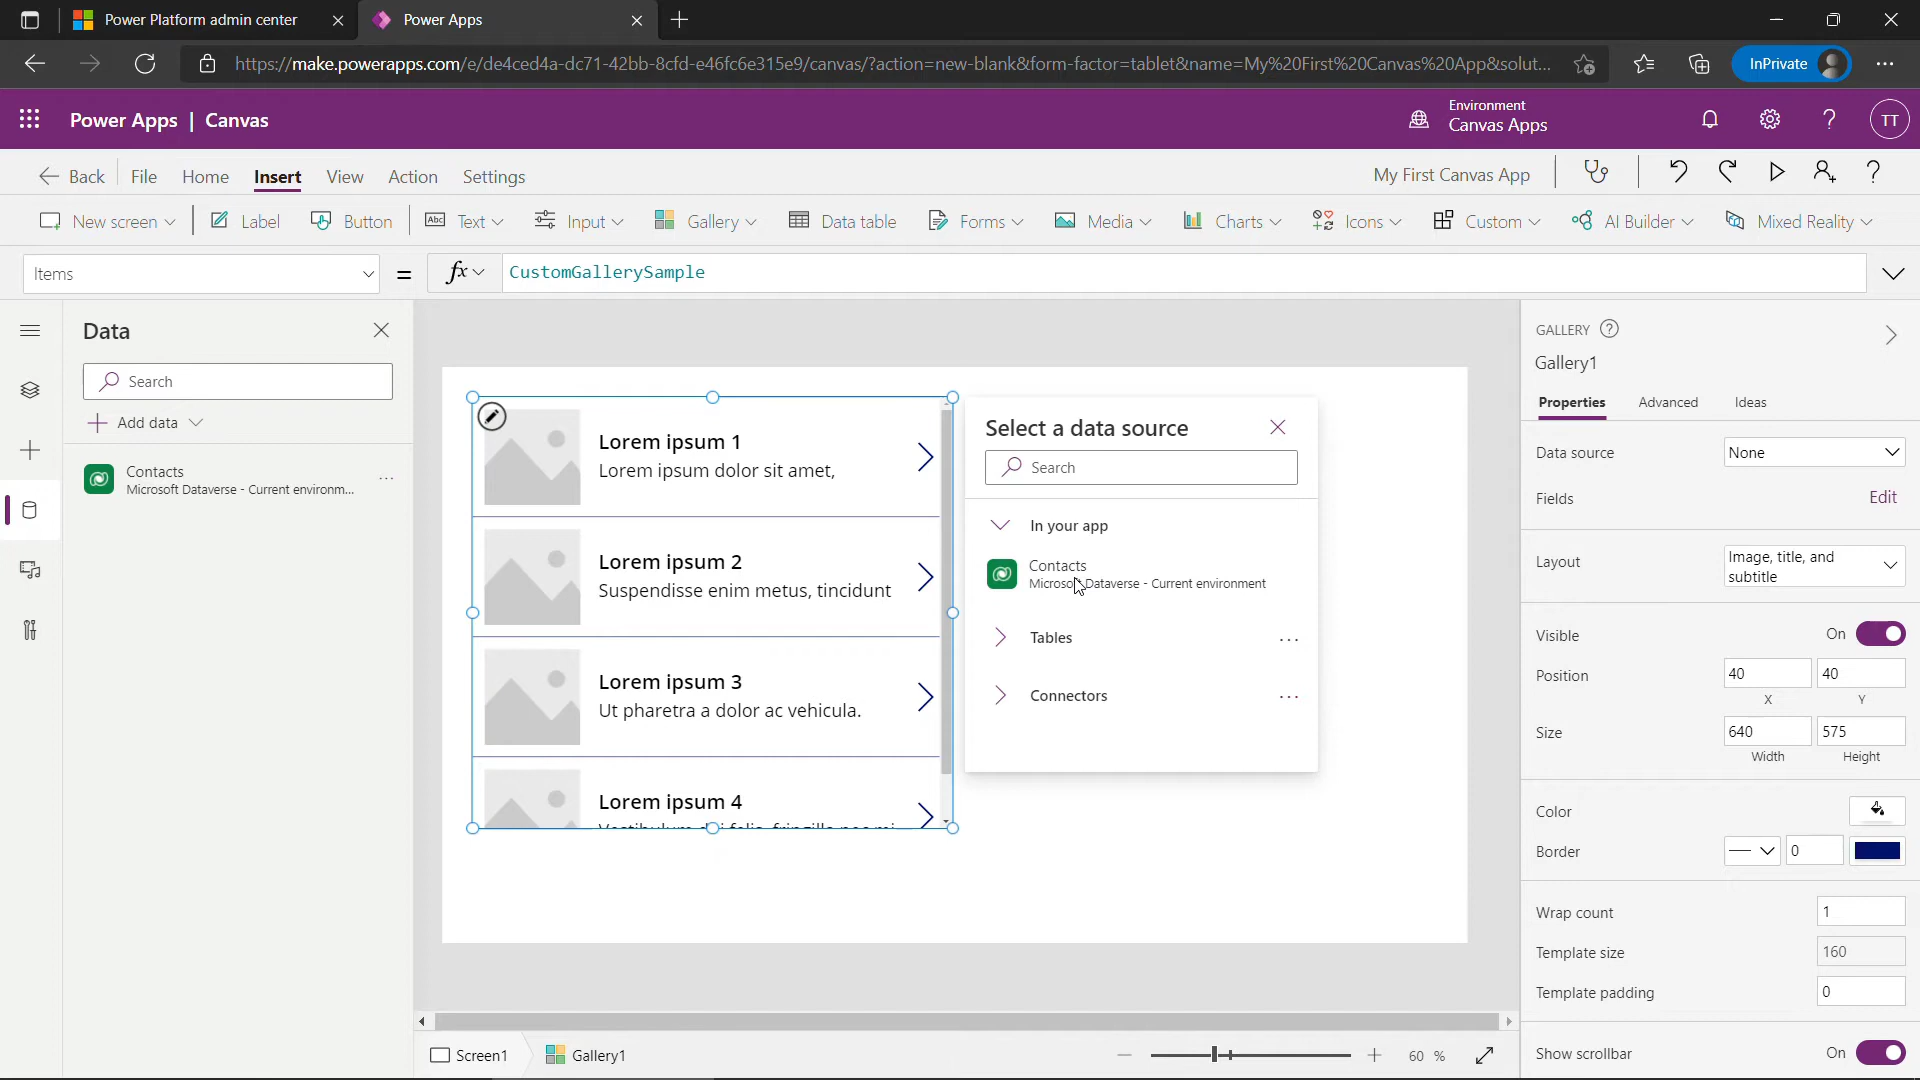 Power Platform admin center
Power Apps
https://make.powerapps.com/e/de4ced4a-dc71-42bb-8cfd-e46fc6e315e9/canvas/?action=new-blank&form-factor=tablet&name=My%20First%20Canvas%20App&solut...
InPrivate
Power Apps | Canvas
Environment
Canvas Apps
TT
Back
File
Home
Insert
View
Action
Settings
My First Canvas App
New screen
Label
Button
Abc
Text
Input
Gallery
Data table
Forms
Media
Charts
Icons
Custom
AI Builder
Mixed Reality
Items
=
fx
CustomGallerySample
Data
Search
Add data
Contacts
Microsoft Dataverse - Current environm...
Lorem ipsum 1
Lorem ipsum dolor sit amet,
Lorem ipsum 2
Suspendisse enim metus, tincidunt
Lorem ipsum 3
Ut pharetra a dolor ac vehicula.
Lorem ipsum 4
Select a data source
Search
In your app
Contacts
Microsoft Dataverse - Current environment
Tables
Connectors
GALLERY
Gallery1
Properties
Advanced
Ideas
Data source
None
Fields
Edit
Layout
Image, title, and
subtitle
Visible
On
Position
40
40
X
Y
Size
640
575
Width
Height
Color
Border
0
Wrap count
1
Template size
160
Template padding
0
Show scrollbar
On
Screen1
Gallery1
60 %